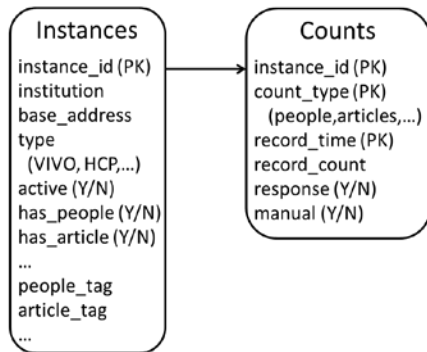 Instances
instance_id (PK)
institution
base_address
type
(VIVO, HCP,...)
active (Y/N)
has_people (Y/N)
has_article (Y/N)
...
people_tag
article_tag
...
Counts
instance_id (PK)
count_type (PK)
(people,articles,...)
record_time (PK)
record_count
response (Y/N)
manual (Y/N)